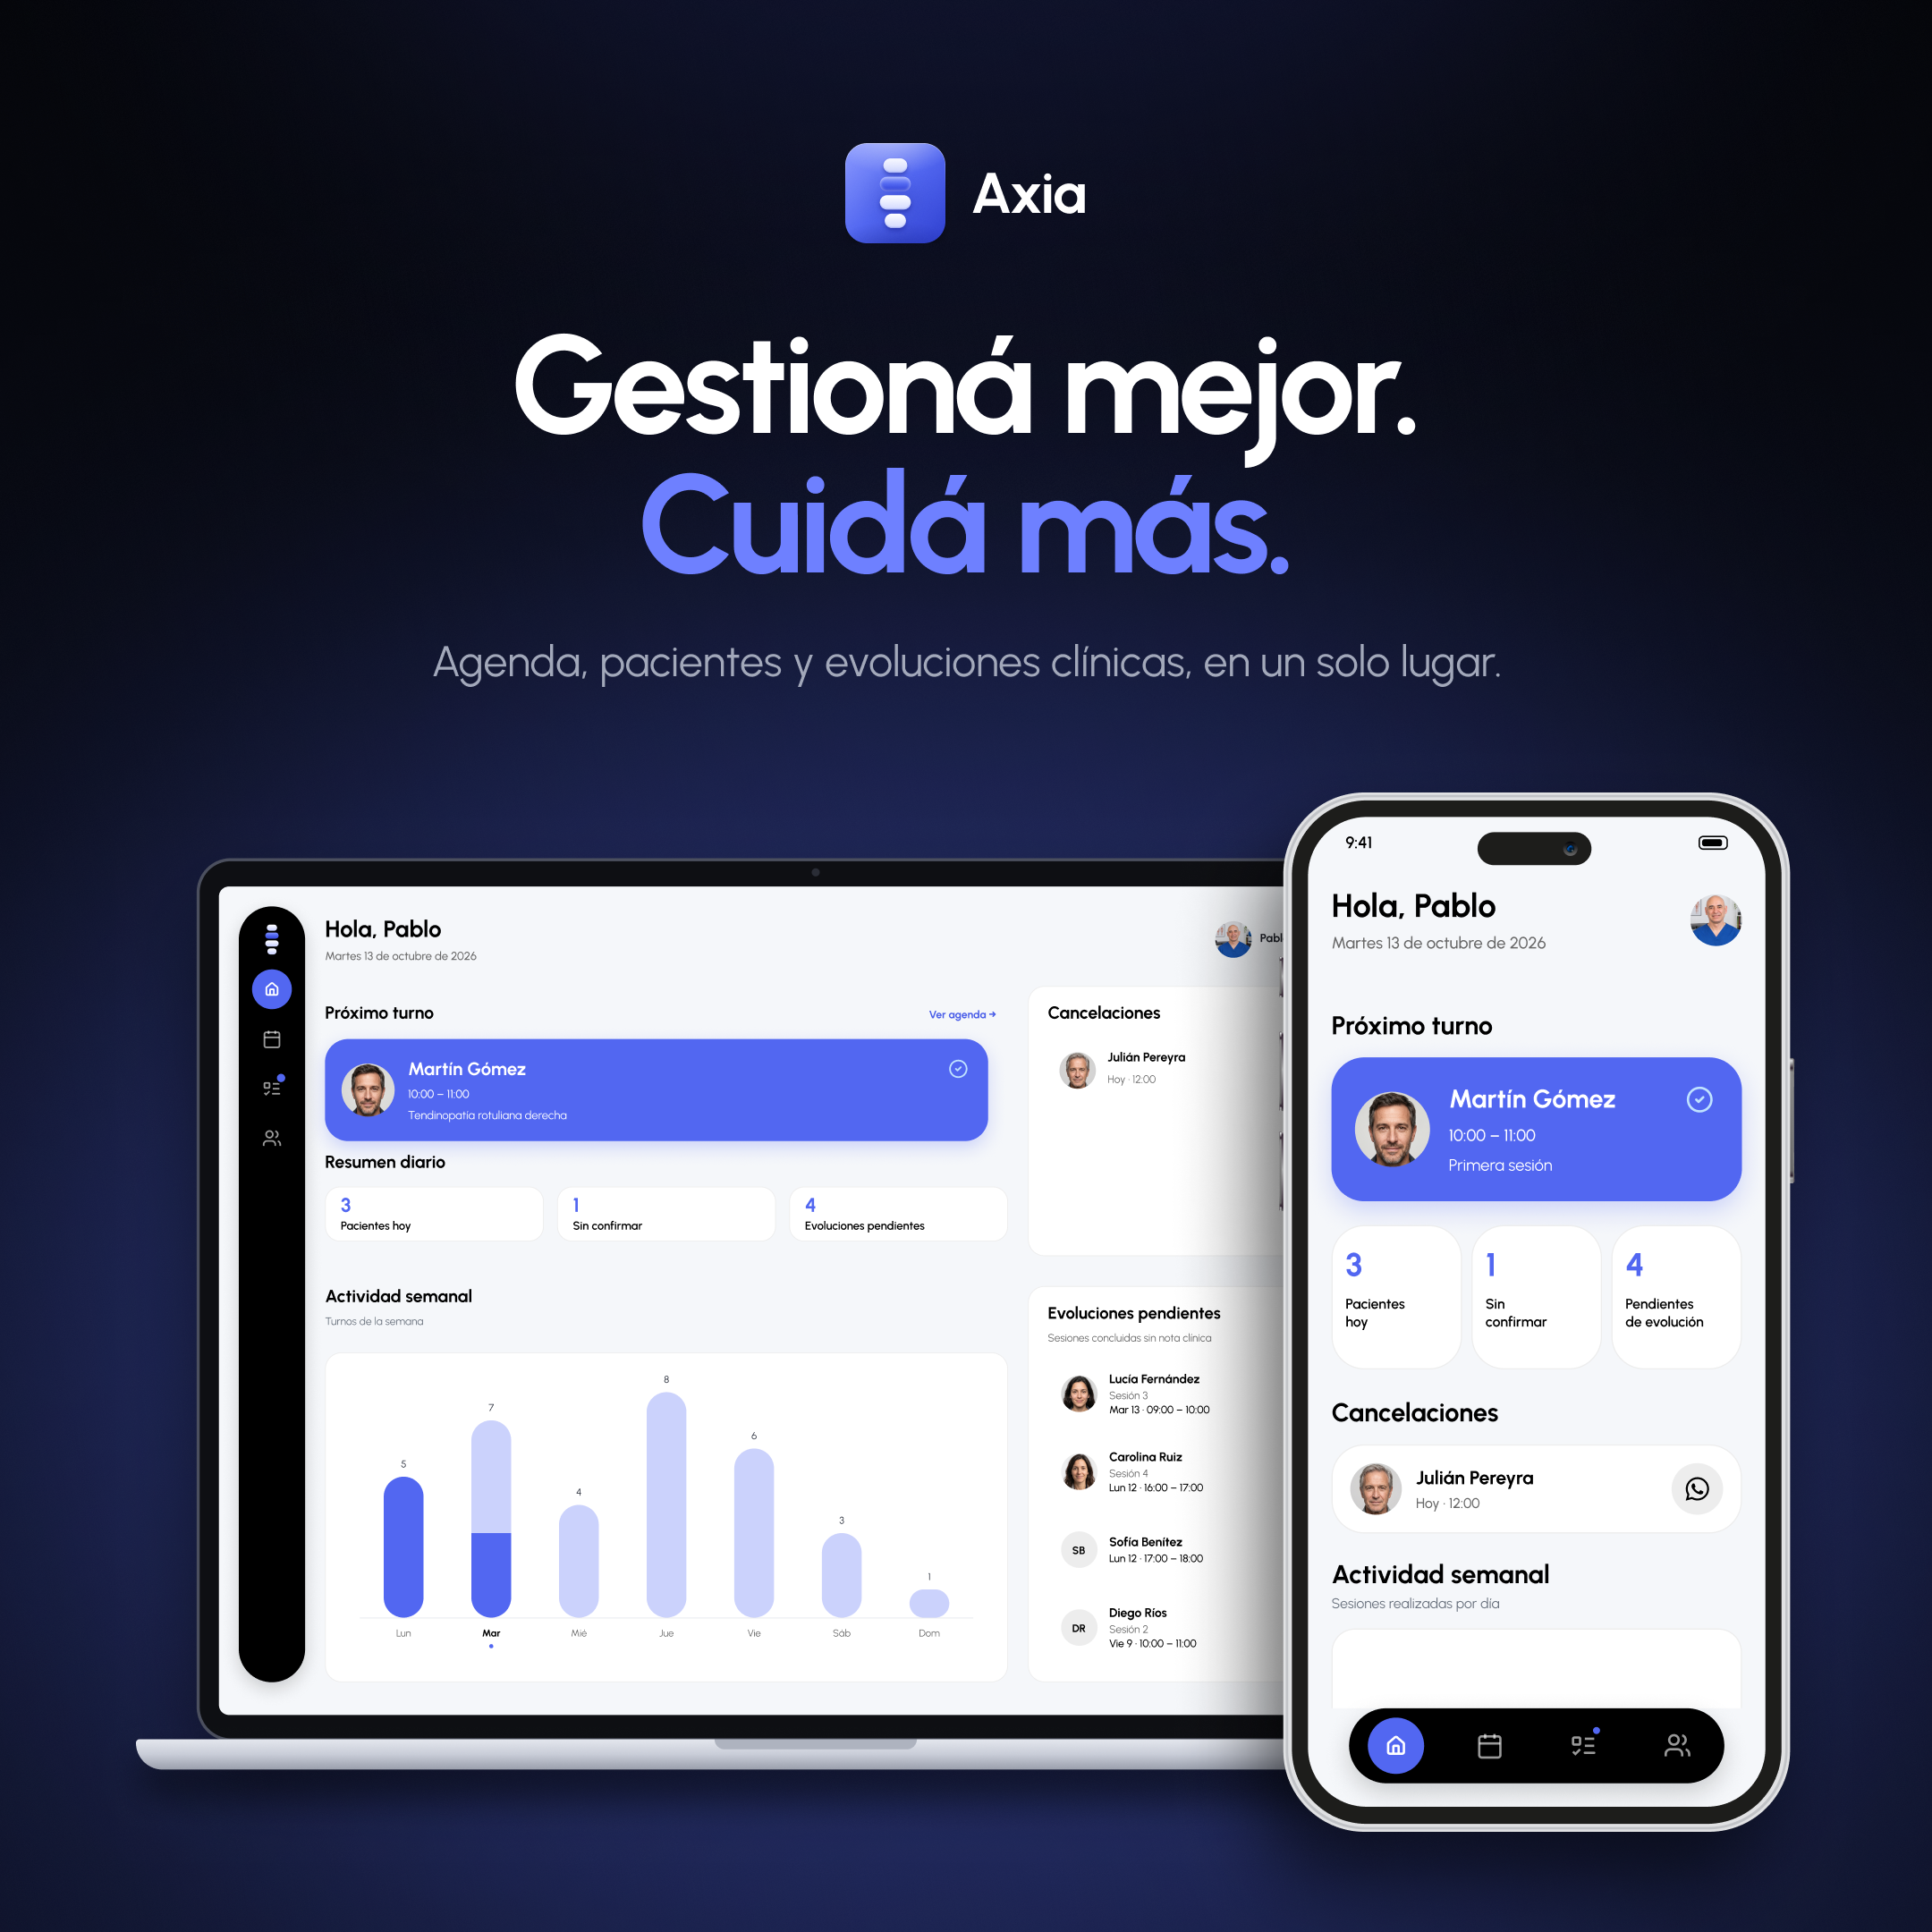 Axia
Gestioná mejor.
Cuidá más.
Agenda, pacientes y evoluciones clínicas, en un solo lugar.
Hola, Pablo
Martes 13 de octubre de 2026
Próximo turno
Ver agenda →
Martín Gómez
10:00 – 11:00
Tendinopatía rotuliana derecha
Resumen diario
3
Pacientes hoy
1
Sin confirmar
4
Evoluciones pendientes
Actividad semanal
Turnos de la semana
5
7
4
8
6
3
1
Lun
Mar
Mié
Jue
Vie
Sáb
Dom
Cancelaciones
Julián Pereyra
Hoy · 12:00
Evoluciones pendientes
Sesiones concluidas sin nota clínica
Lucía Fernández
Sesión 3
Mar 13 · 09:00 – 10:00
Carolina Ruiz
Sesión 4
Lun 12 · 16:00 – 17:00
SB
Sofía Benítez
Lun 12 · 17:00 – 18:00
DR
Diego Ríos
Sesión 2
Vie 9 · 10:00 – 11:00
9:41
Hola, Pablo
Martes 13 de octubre de 2026
Próximo turno
Martín Gómez
10:00 – 11:00
Primera sesión
3
Pacientes
hoy
1
Sin
confirmar
4
Pendientes
de evolución
Cancelaciones
Julián Pereyra
Hoy · 12:00
Actividad semanal
Sesiones realizadas por día